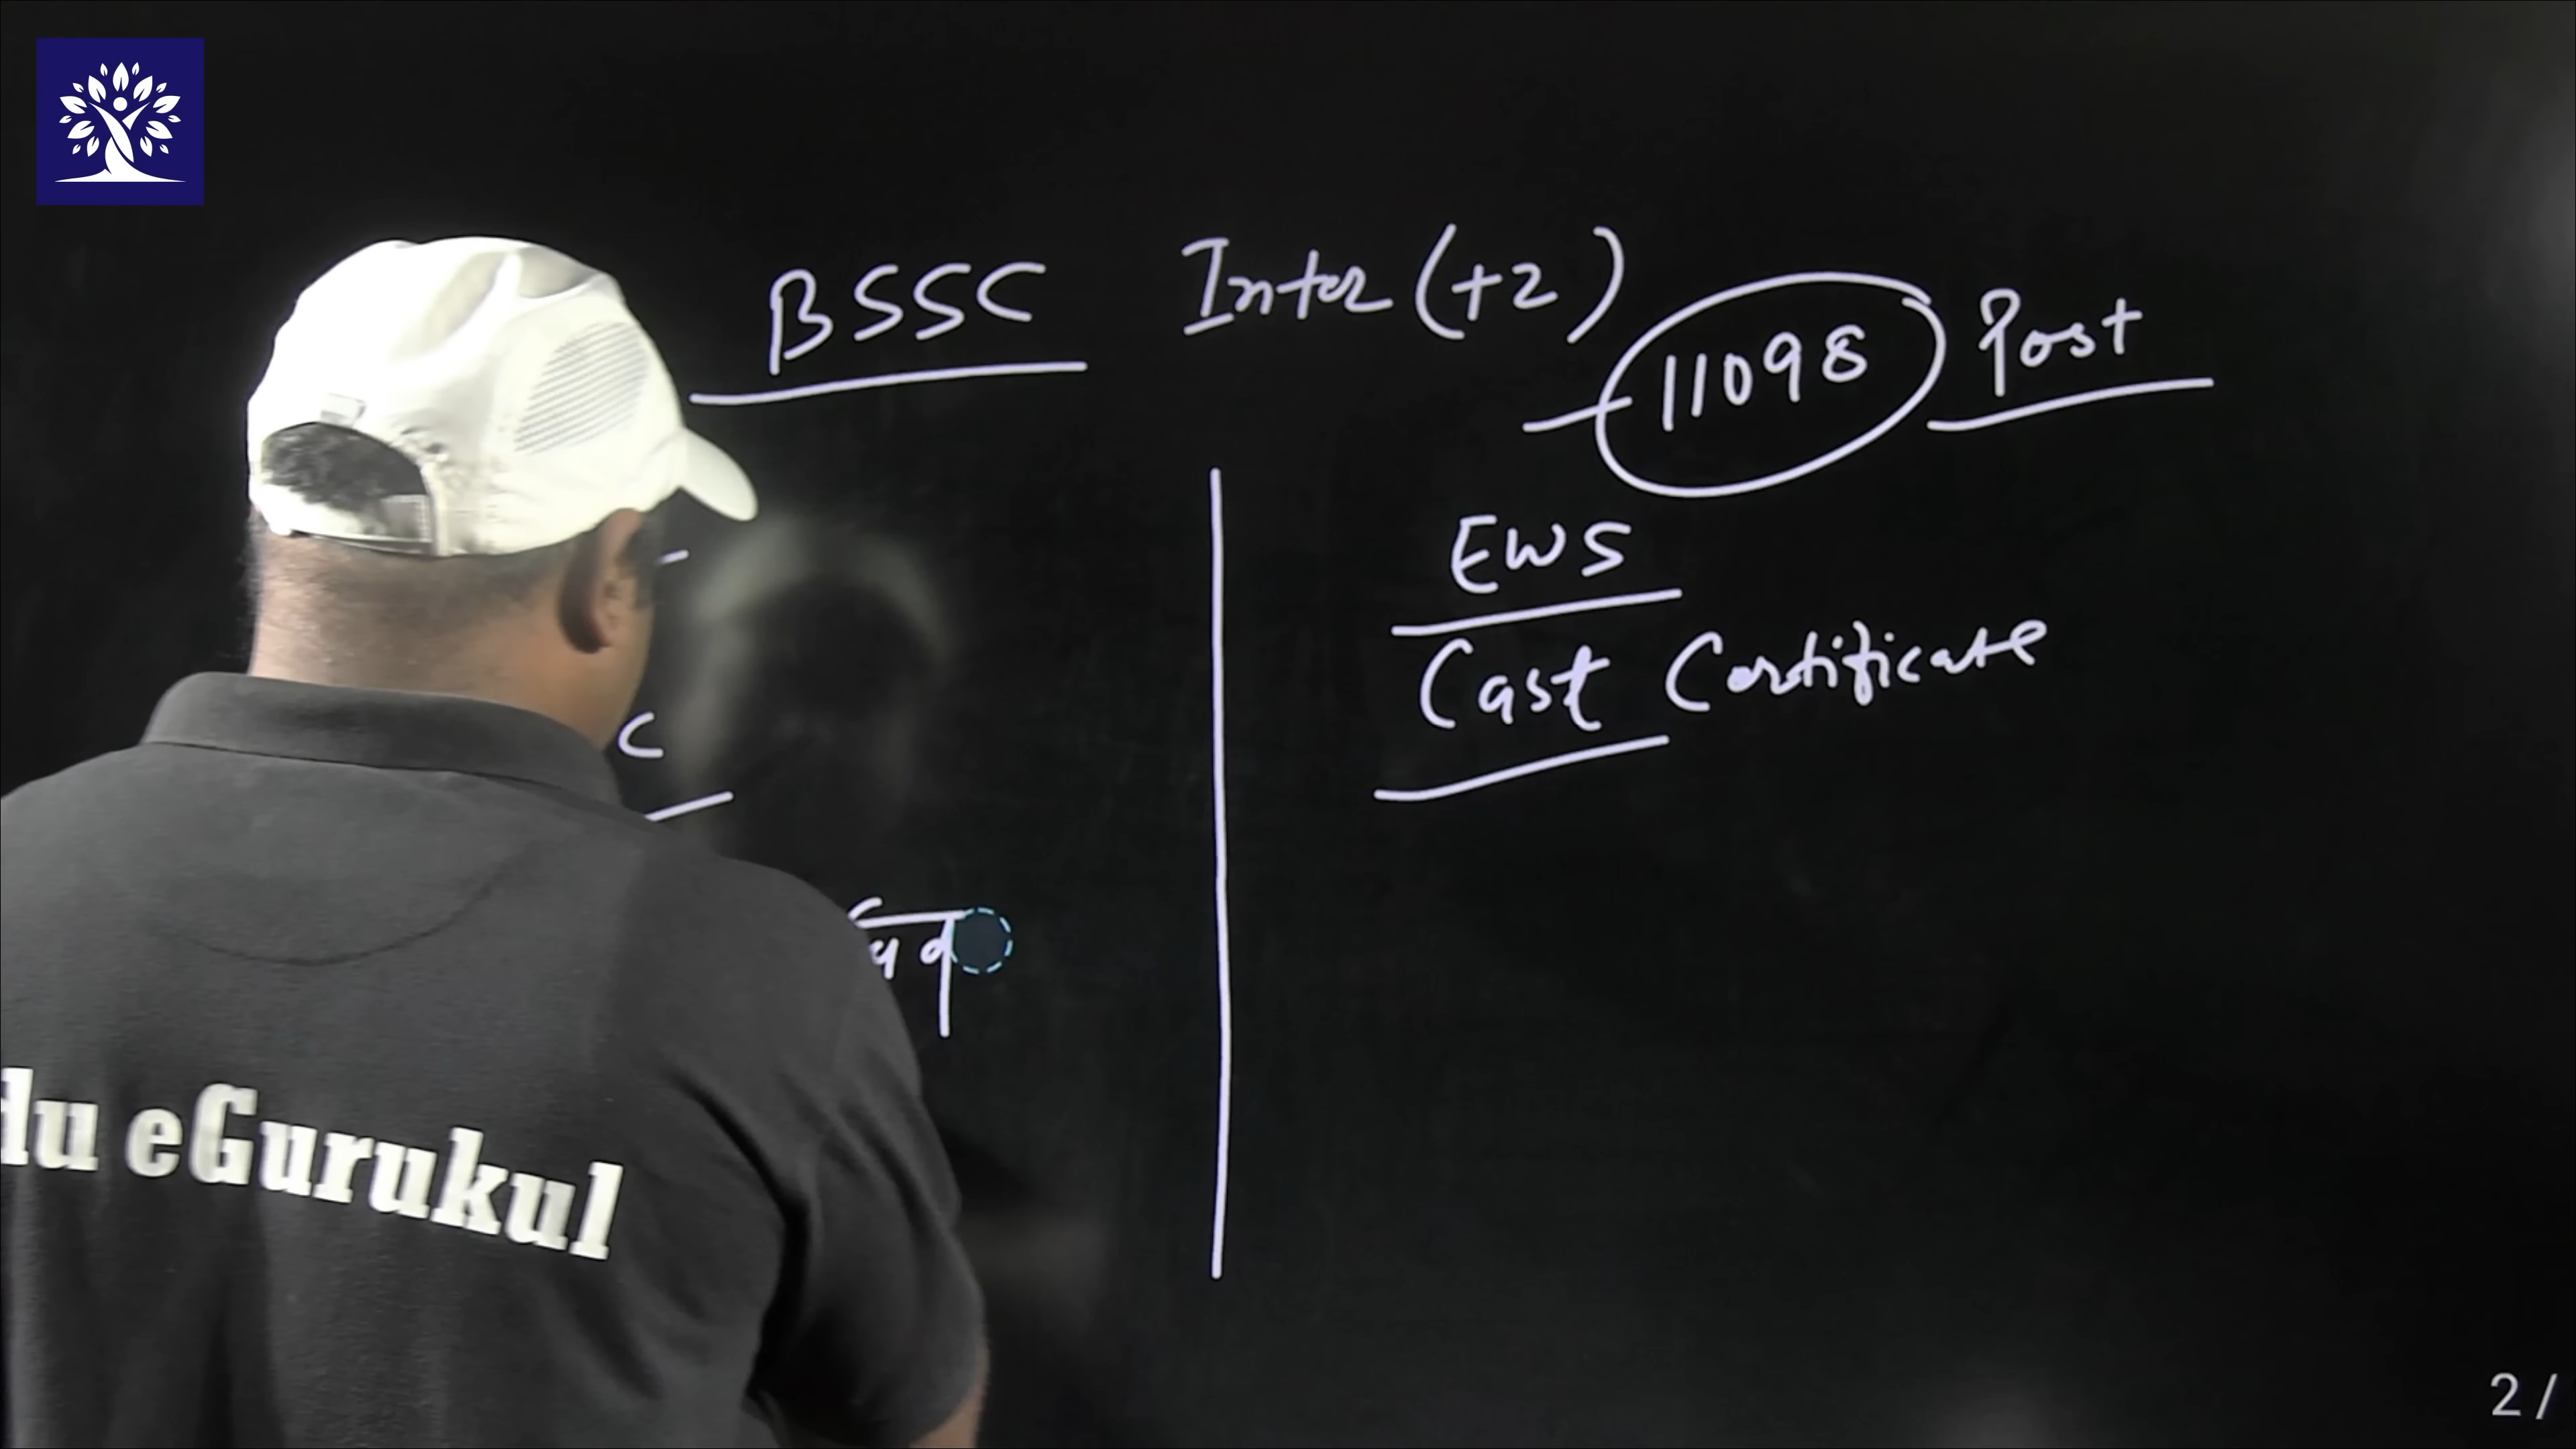 BSSC Inter (+2)
11098 Post
EWS
Cast Certificate
C
du eGurukul
2 /